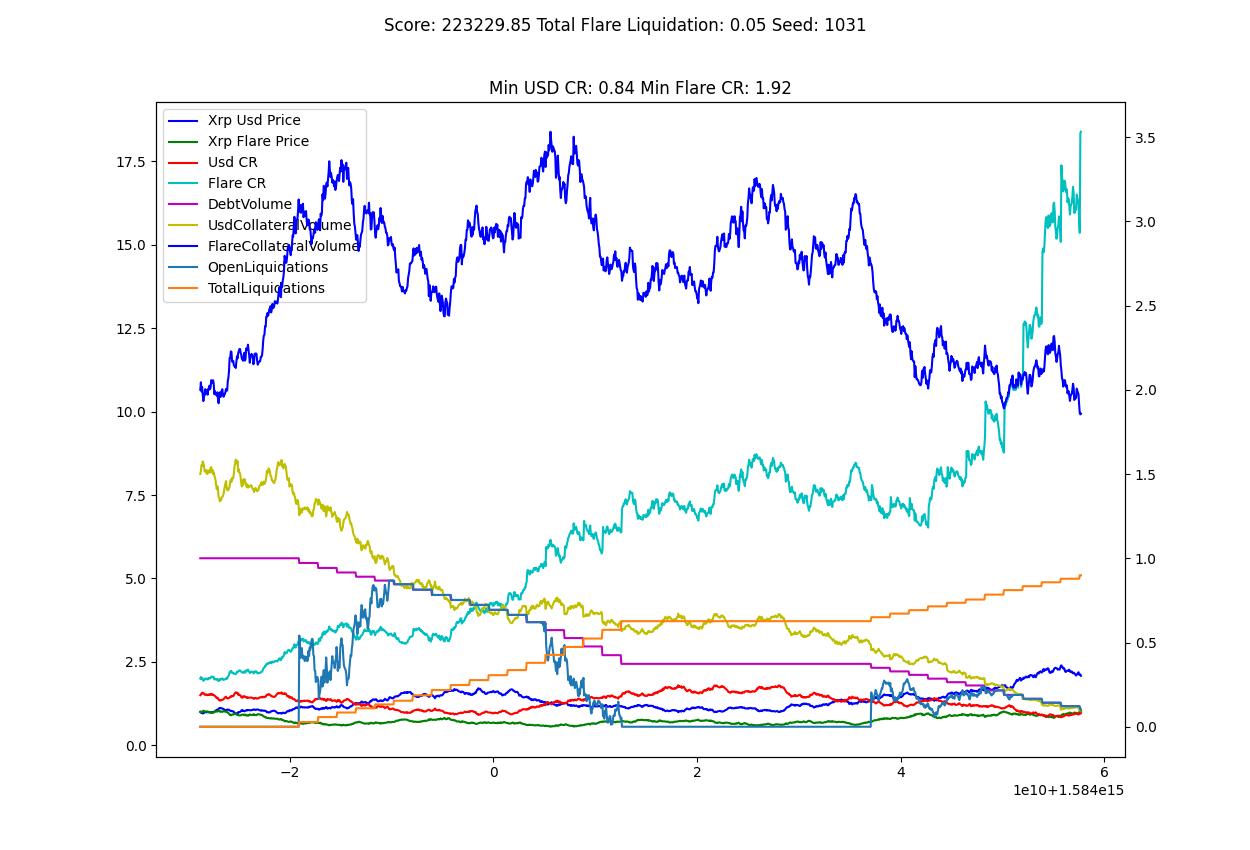 Score: 223229.85 Total Flare Liquidation: 0.05 Seed: 1031
Min USD CR: 0.84 Min Flare CR: 1.92
Xrp Usd Price
Xrp Flare Price
Usd CR
Flare CR
DebtVolume
UsdCollateralVolume
FlareCollateralVolume
OpenLiquidations
TotalLiquidations
17.5
15.0
12.5
10.0
7.5
5.0
2.5
0.0
3.5
3.0
2.5
2.0
1.5
1.0
0.5
0.0
−2
0
2
4
6
1e10+1.584e15